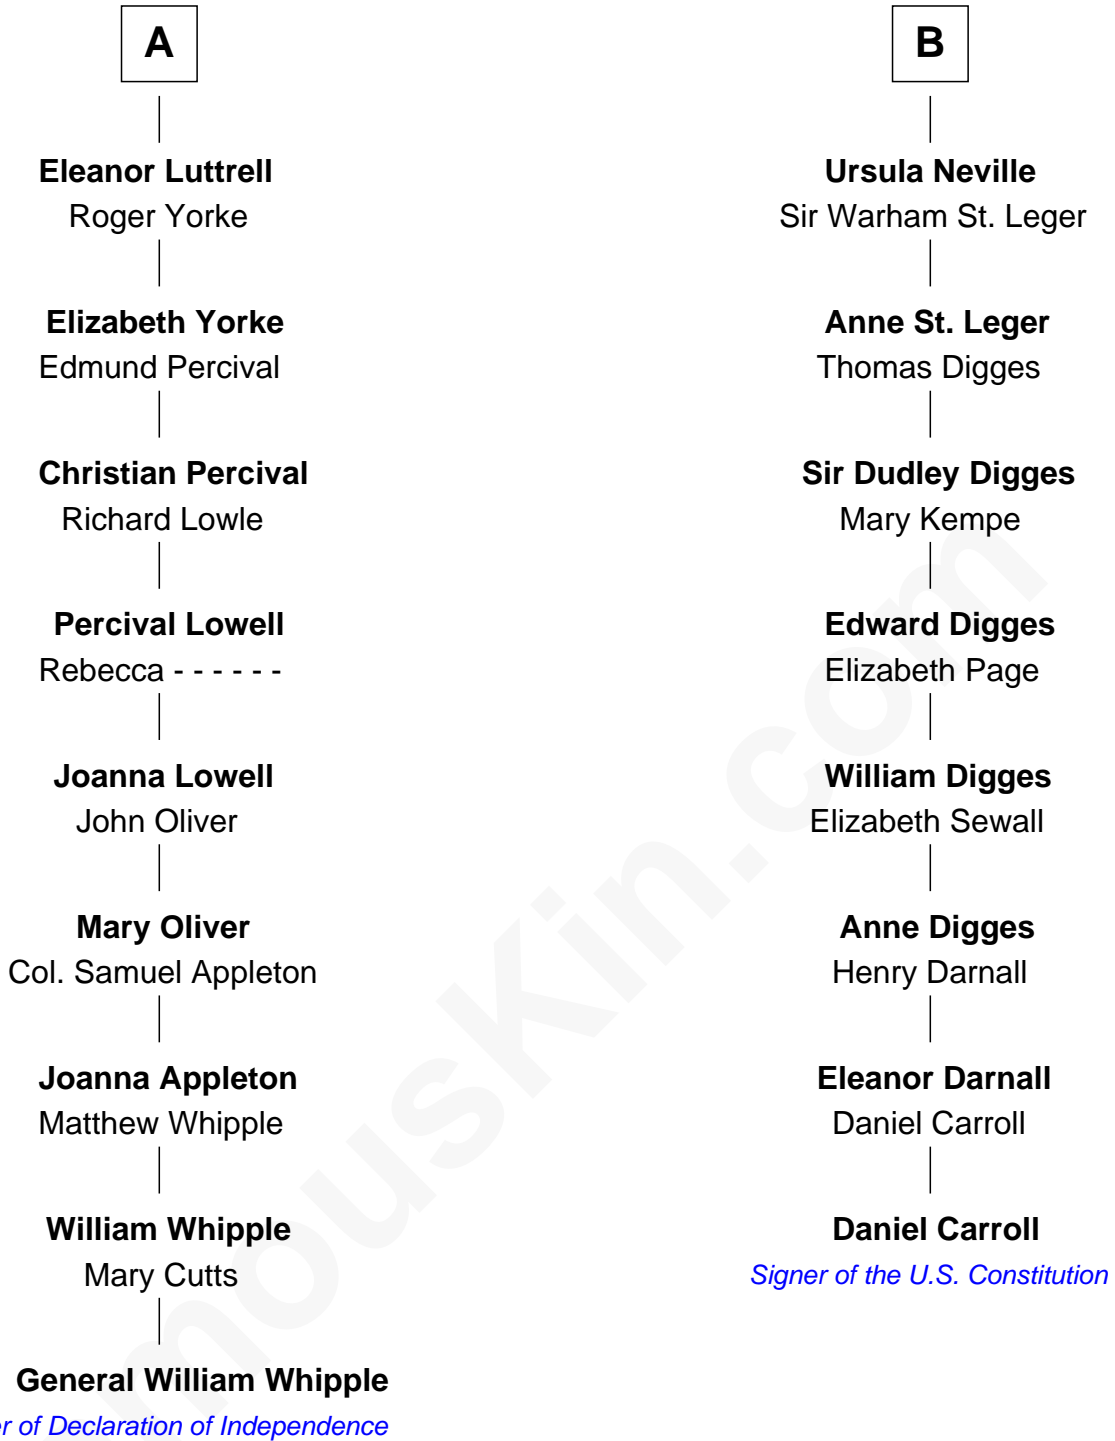 A
Eleanor Luttrell
Roger Yorke
Elizabeth Yorke
Edmund Percival
Christian Percival
Richard Lowle
Percival Lowell
Rebecca - - - - - -
Joanna Lowell
John Oliver
Mary Oliver
Col. Samuel Appleton
Joanna Appleton
Matthew Whipple
William Whipple
Mary Cutts
General William Whipple
er of Declaration of Independence
B
Ursula Neville
Sir Warham St. Leger
Anne St. Leger
Thomas Digges
Sir Dudley Digges
Mary Kempe
Edward Digges
Elizabeth Page
William Digges
Elizabeth Sewall
Anne Digges
Henry Darnall
Eleanor Darnall
Daniel Carroll
Daniel Carroll
Signer of the U.S. Constitution
mouskin.com